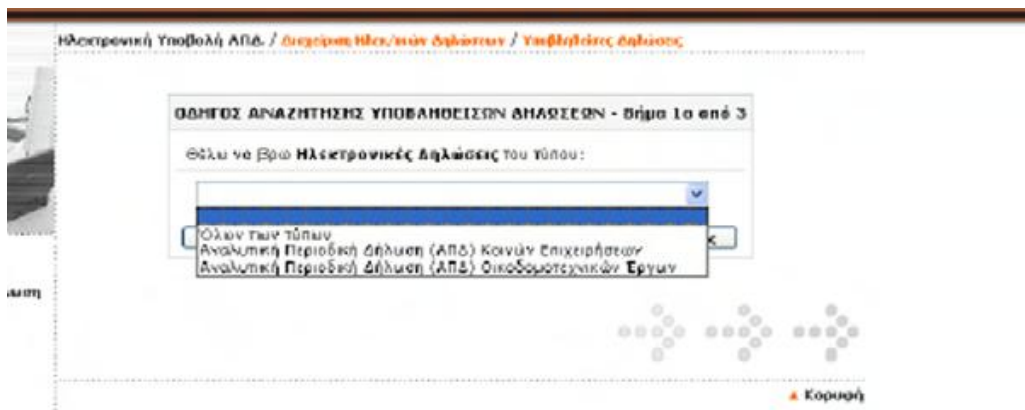 Ηλεκτρονική Υποβολή ΑΠΔ. / Διαχείριση Ηλεκ/κών Δηλώσεων / Υποβληθείσες Δηλώσεις
ΟΔΗΓΟΣ ΑΝΑΖΗΤΗΣΗΣ ΥΠΟΒΛΗΘΕΙΣΩΝ ΔΗΛΩΣΕΩΝ - Βήμα 1ο από 3
Θέλω να βρω Ηλεκτρονικές Δηλώσεις του τύπου:
Όλων των τύπων
Αναλυτική Περιοδική Δήλωση (ΑΠΔ) Κοινών Επιχειρήσεων
Αναλυτική Περιοδική Δήλωση (ΑΠΔ) Οικοδομοτεχνικών Έργων
Κορυφή